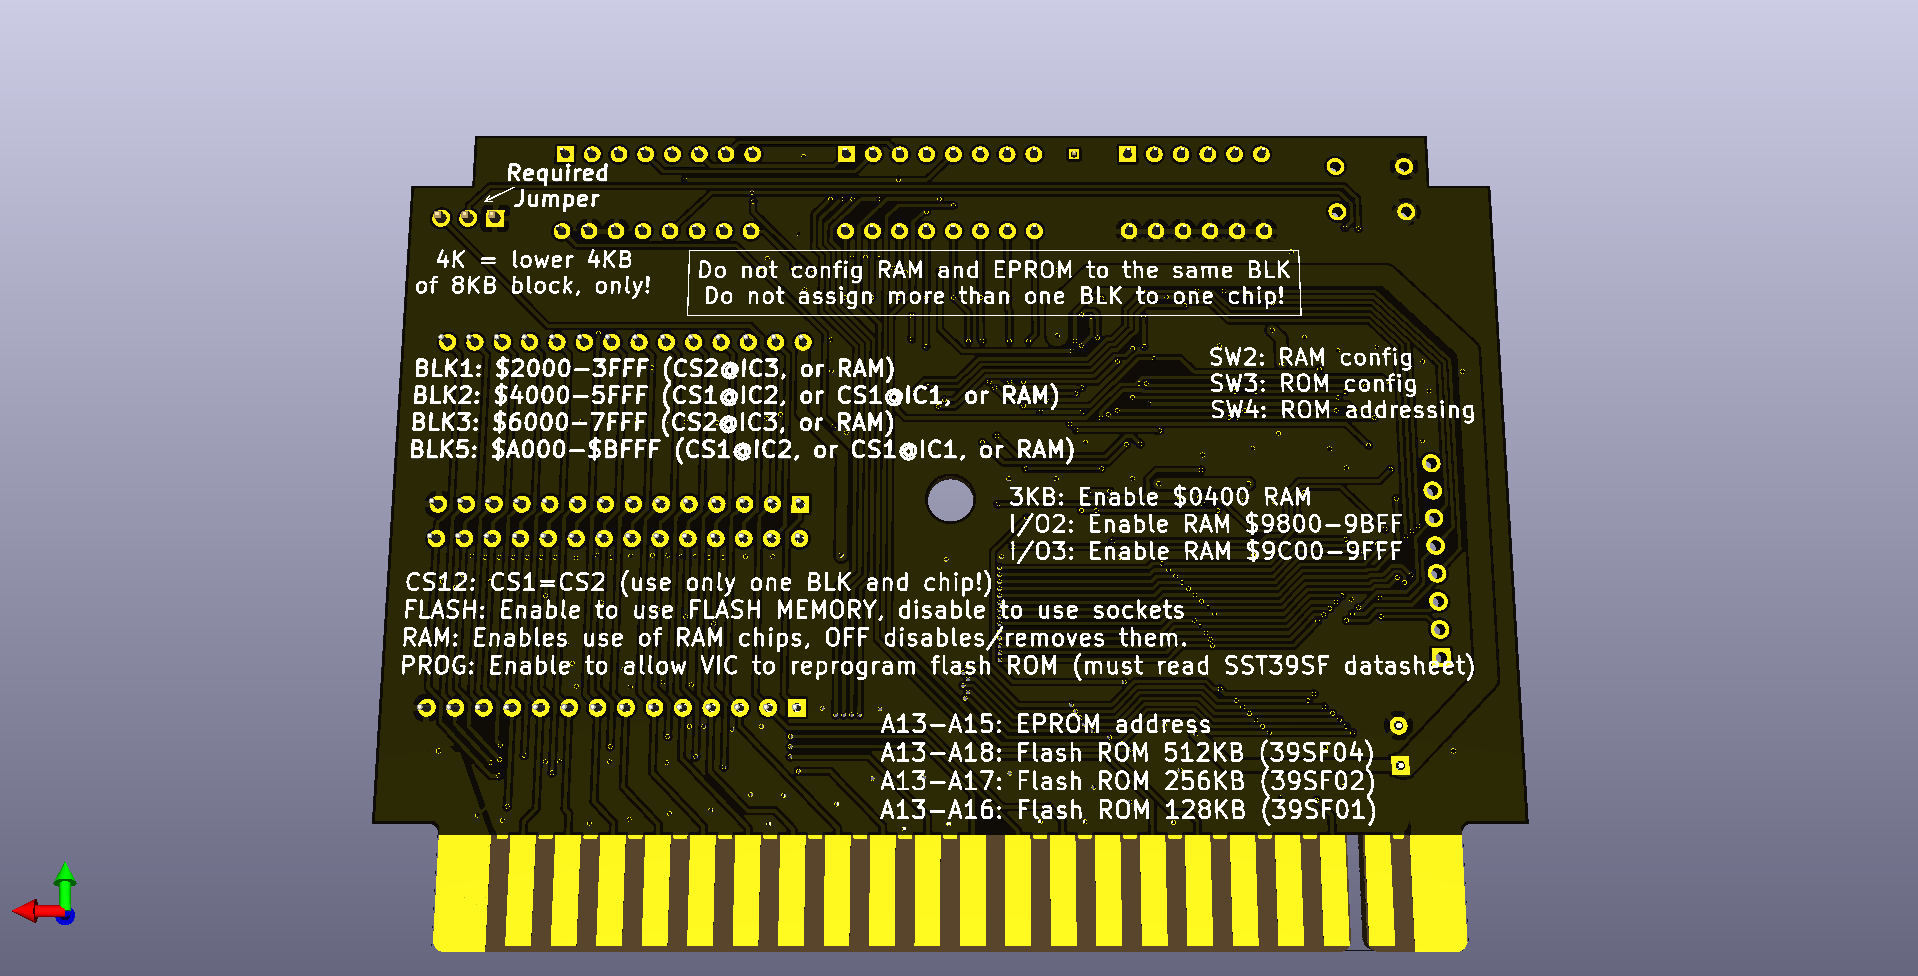 Required
Jumper
4K = lower 4KB
of 8KB block, only!
Do not config RAM and EPROM to the same BLK
Do not assign more than one BLK to one chip!
BLK1: $2000-3FFF (CS2@IC3, or RAM)
BLK2: $4000-5FFF (CS1@IC2, or CS1@IC1, or RAM)
BLK3: $6000-7FFF (CS2@IC3, or RAM)
BLK5: $A000-$BFFF (CS1@IC2, or CS1@IC1, or RAM)
SW2: RAM config
SW3: ROM config
SW4: ROM addressing
3KB: Enable $0400 RAM
I/O2: Enable RAM $9800-9BFF
I/O3: Enable RAM $9C00-9FFF
CS12: CS1=CS2 (use only one BLK and chip!)
FLASH: Enable to use FLASH MEMORY, disable to use sockets
RAM: Enables use of RAM chips, OFF disables/removes them.
PROG: Enable to allow VIC to reprogram flash ROM (must read SST39SF datasheet)
A13-A15: EPROM address
A13-A18: Flash ROM 512KB (39SF04)
A13-A17: Flash ROM 256KB (39SF02)
A13-A16: Flash ROM 128KB (39SF01)